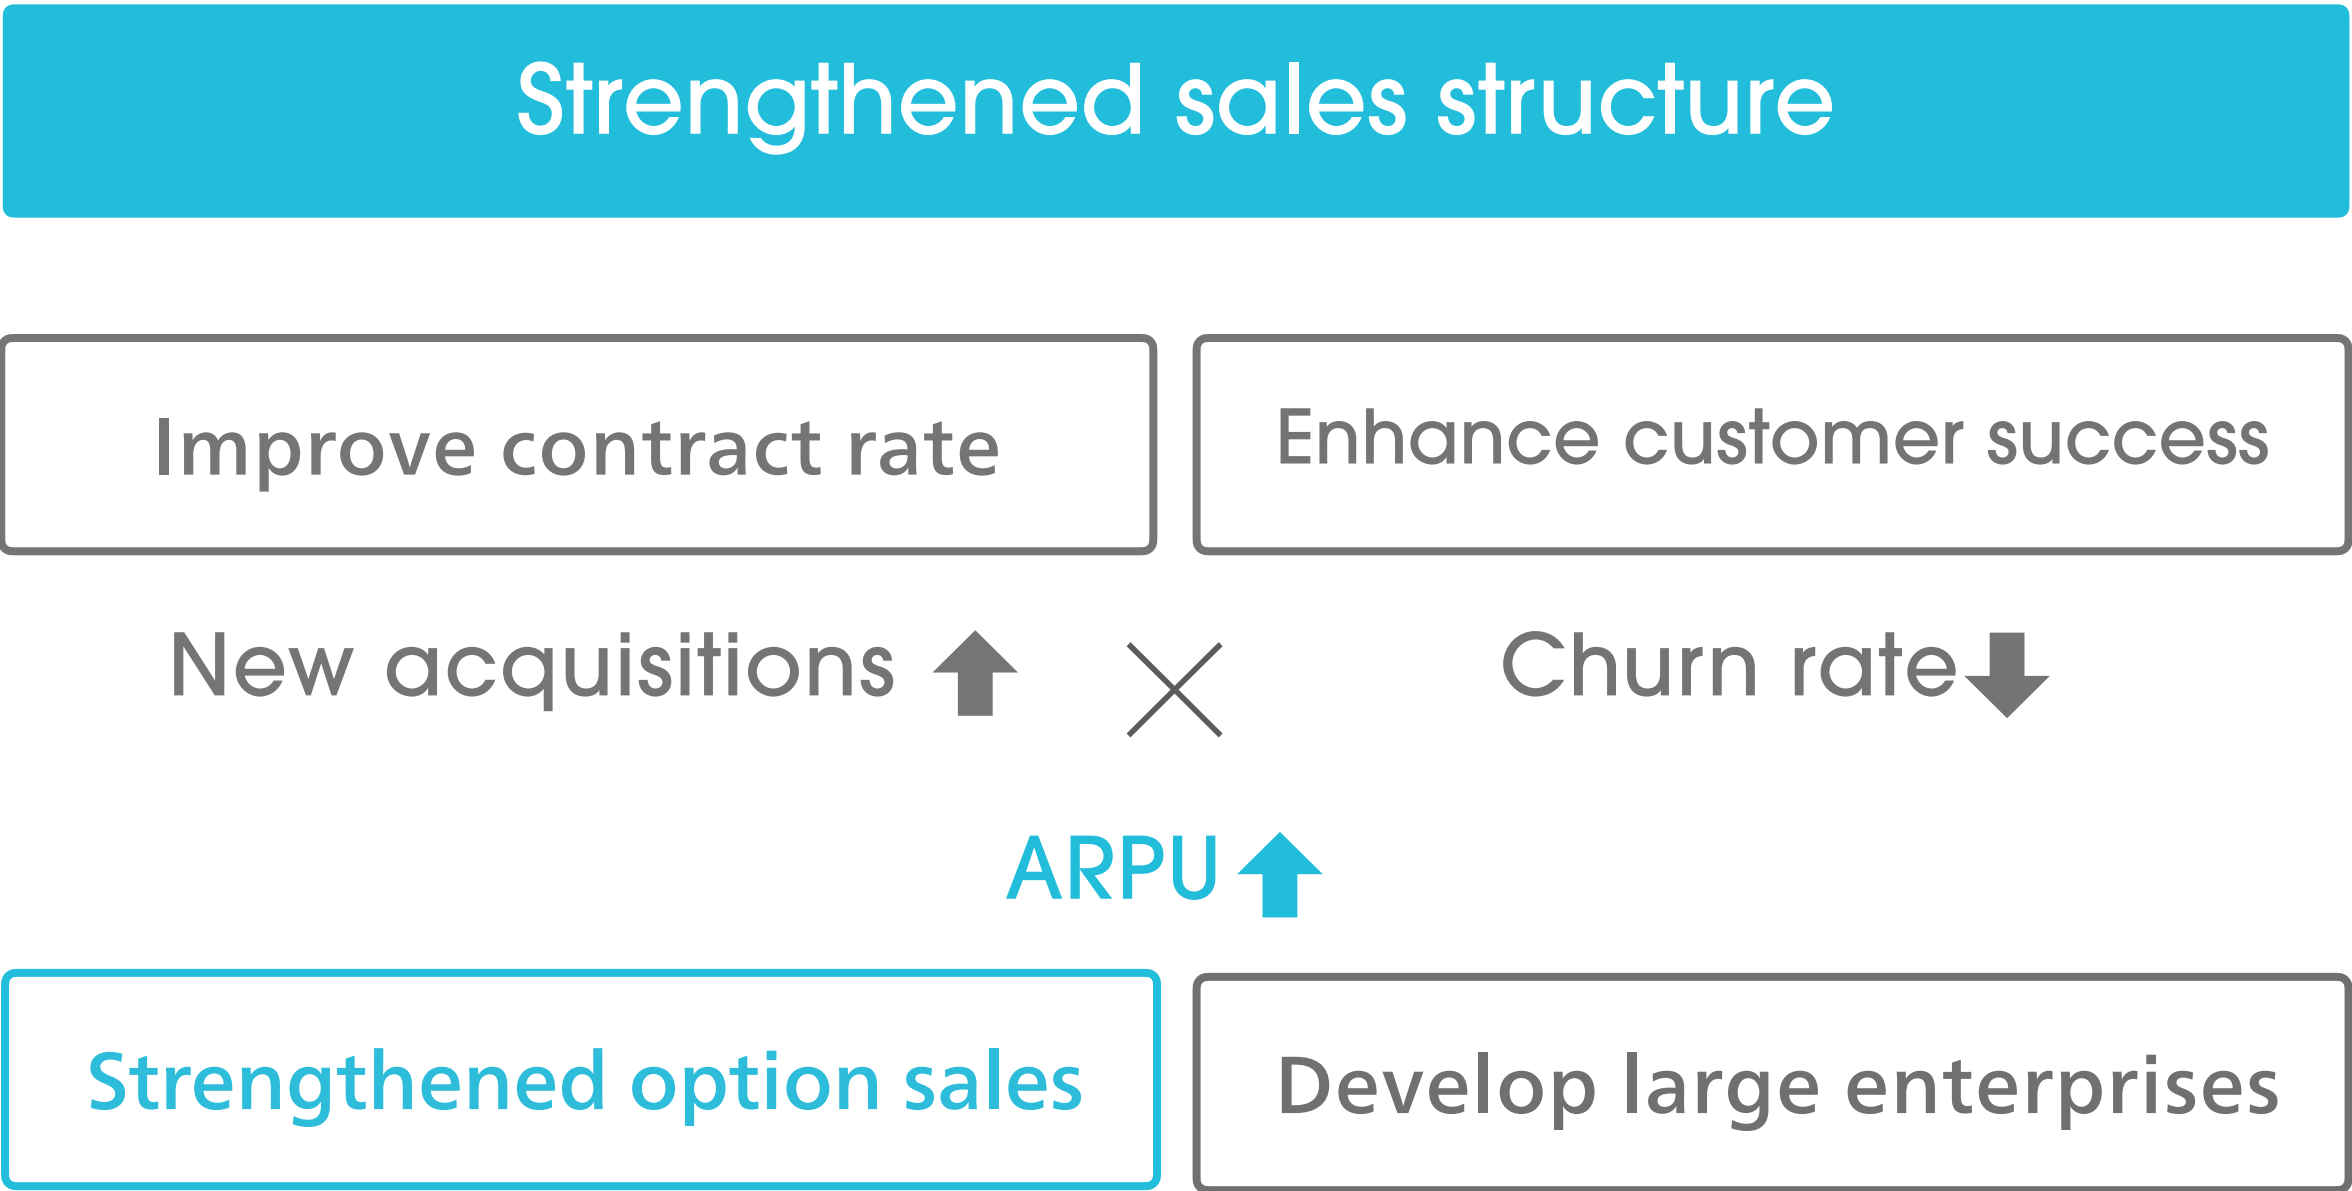 Strengthened sales structure
Improve contract rate
Enhance customer success
New acquisitions
Churn rate
ARPU
Strengthened option sales
Develop large enterprises